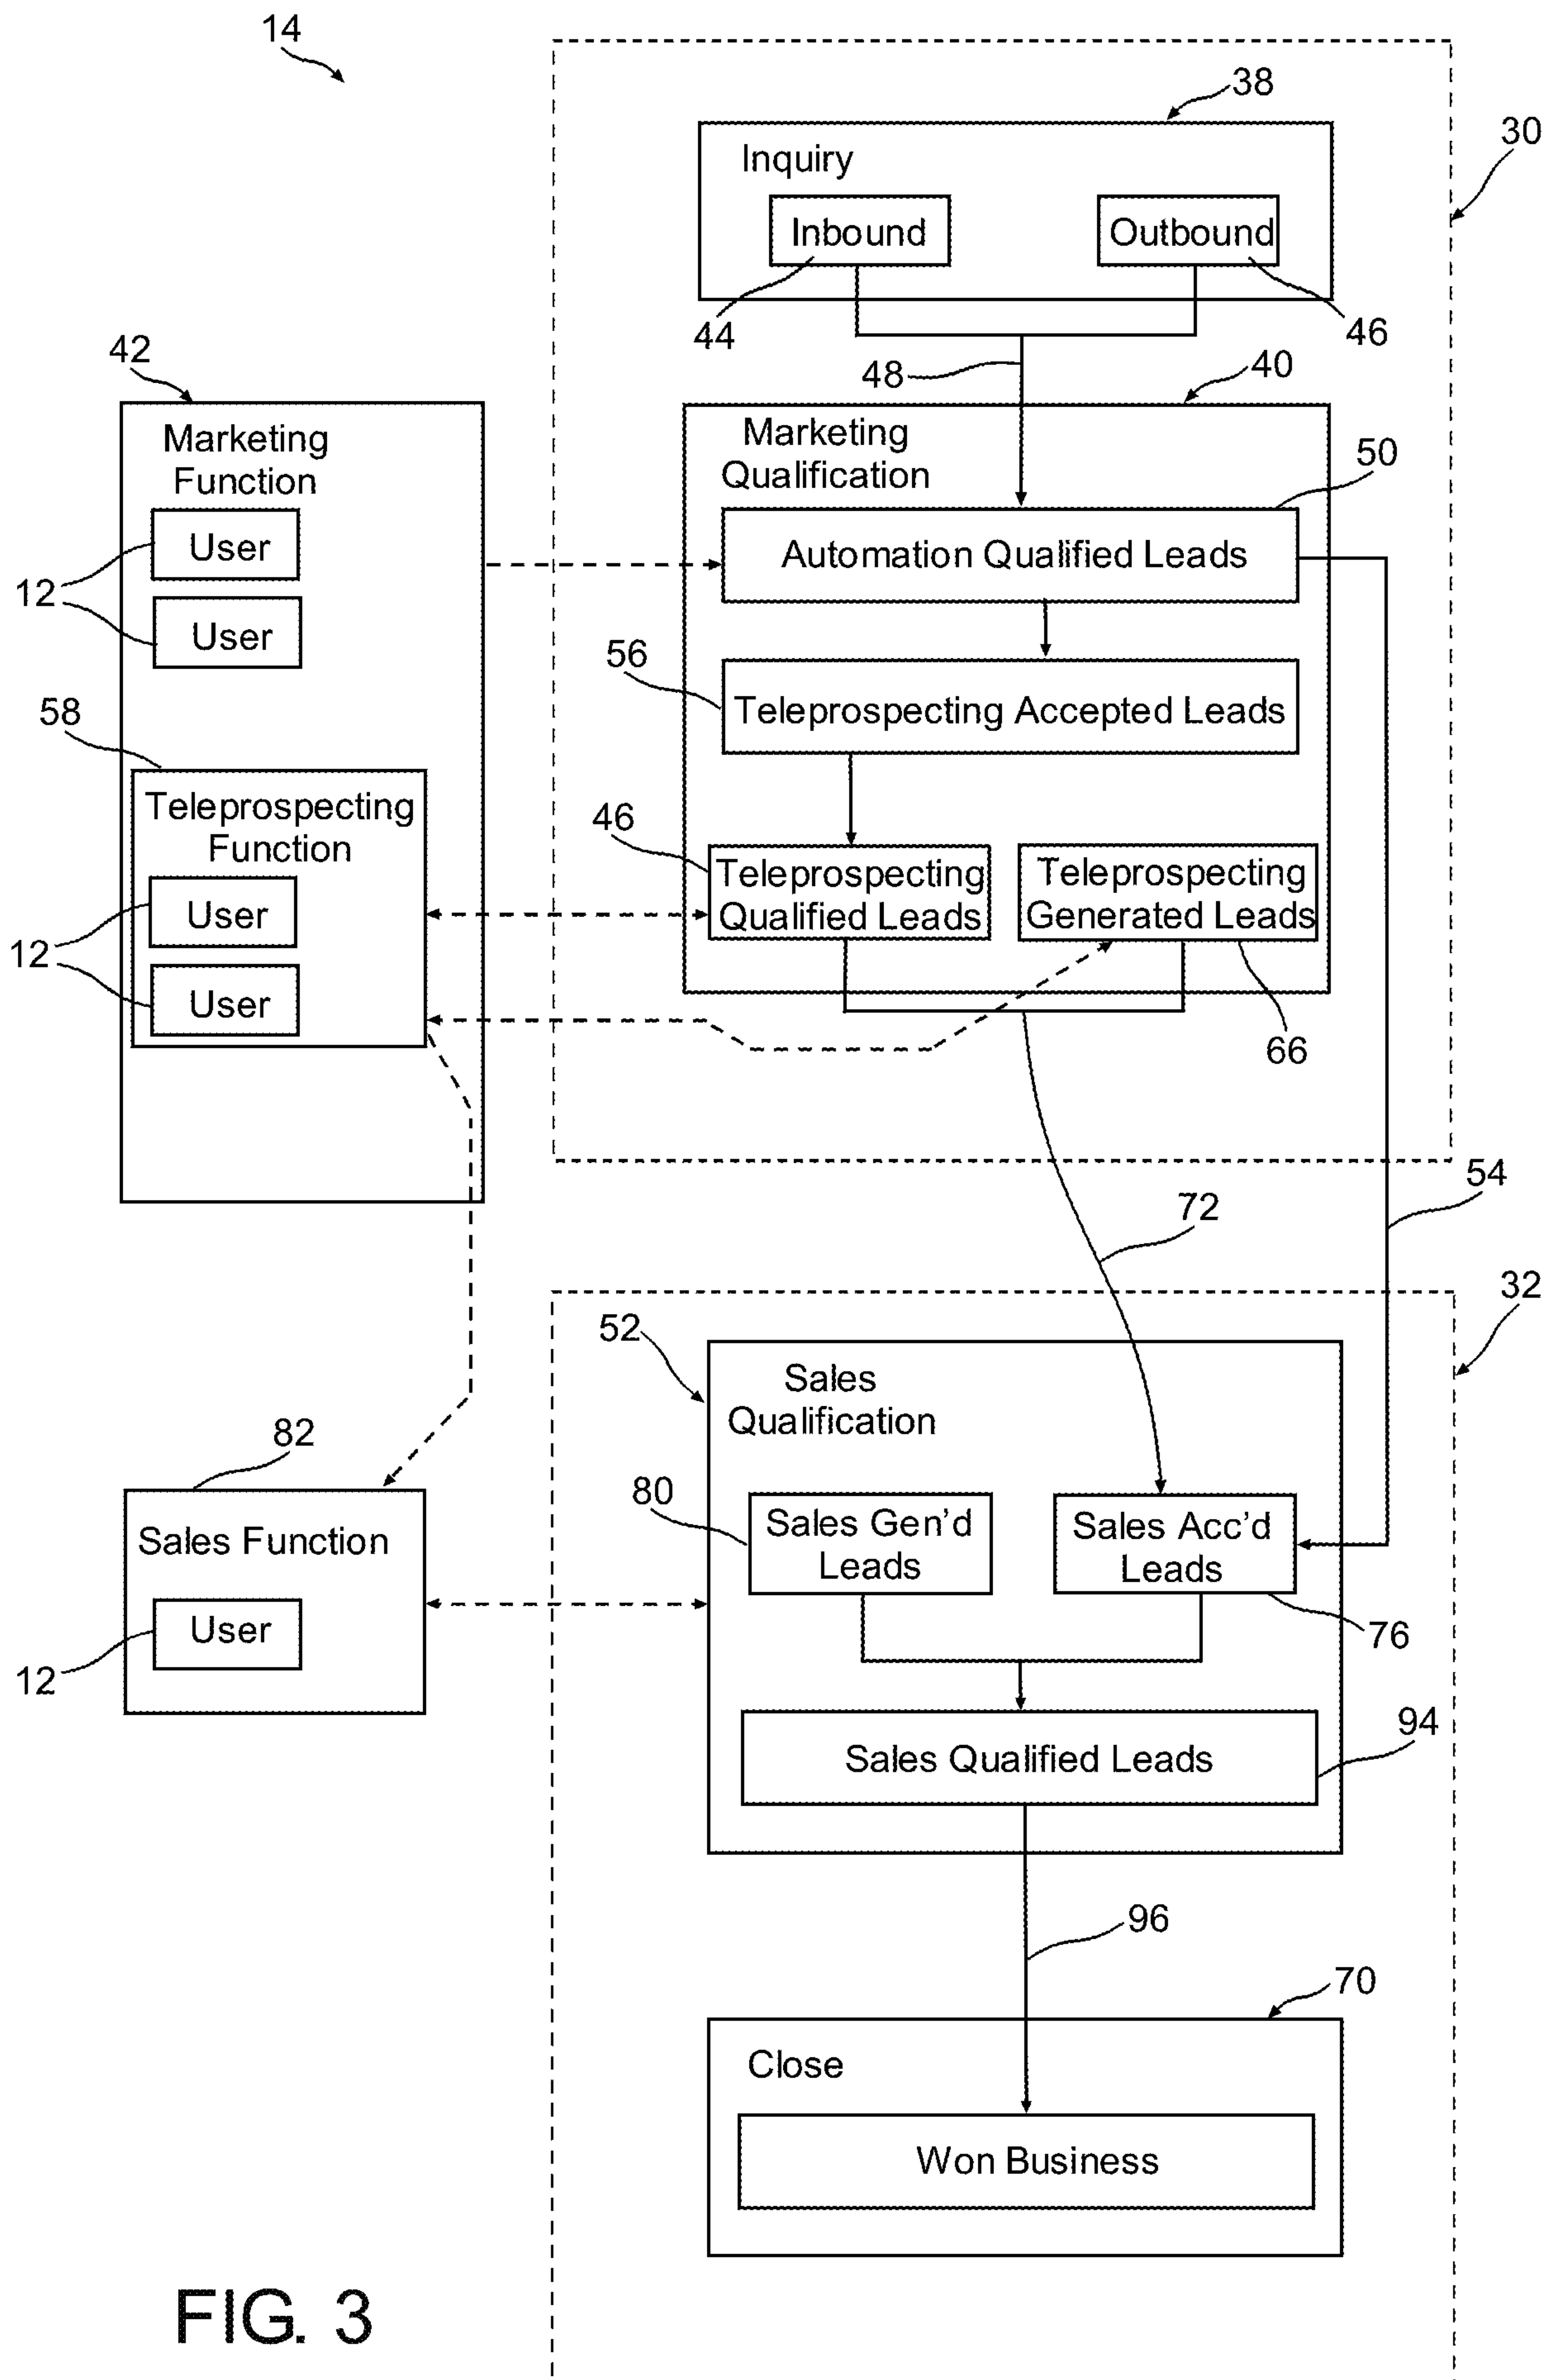 14
38
30
Inquiry
Inbound
Outbound
44
46
42
48
40
Marketing
Function
User
12
User
Marketing
Qualification
50
Automation Qualified Leads
56
Teleprospecting Accepted Leads
58
Teleprospecting
Function
User
12
User
46
Teleprospecting
Qualified Leads
Teleprospecting
Generated Leads
66
54
72
32
52
Sales
Qualification
82
Sales Function
User
12
80
Sales Gen'd
Leads
Sales Acc'd
Leads
76
Sales Qualified Leads
94
96
70
Close
Won Business
FIG. 3